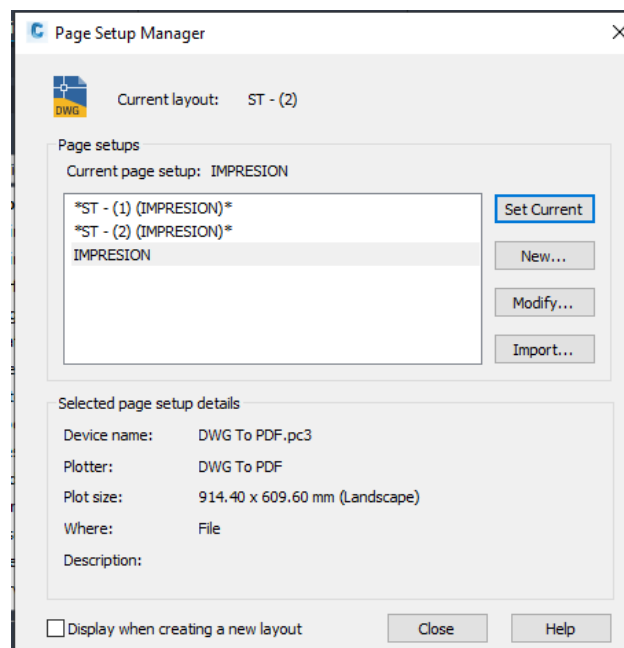 Page Setup Manager
DWG
Current layout: ST - (2)
Page setups
Current page setup: IMPRESION
*ST - (1) (IMPRESION)*
*ST - (2) (IMPRESION)*
IMPRESION
Set Current
New...
Modify...
Import...
Selected page setup details
Device name: DWG To PDF.pc3
Plotter: DWG To PDF
Plot size: 914.40 x 609.60 mm (Landscape)
Where: File
Description:
Display when creating a new layout
Close
Help